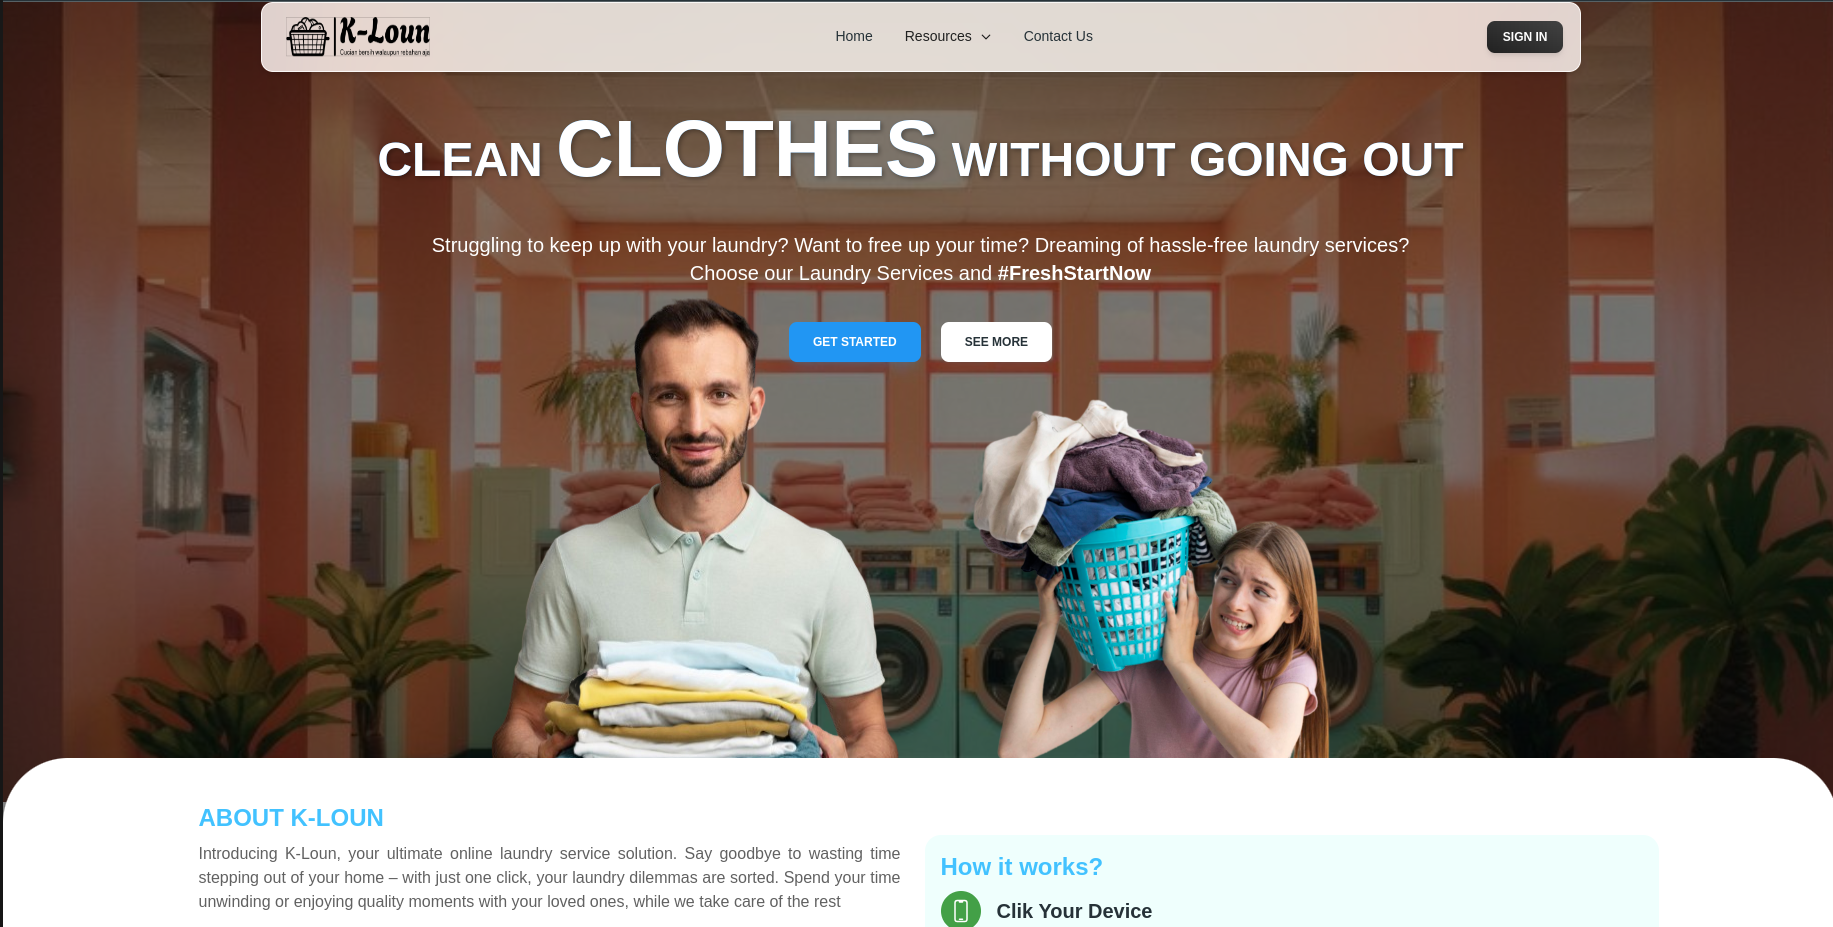 K-Loun
Cucian bersih walaupun rebahan aja
Home Resources Contact Us
SIGN IN
CLEAN CLOTHES WITHOUT GOING OUT
Struggling to keep up with your laundry? Want to free up your time? Dreaming of hassle-free laundry services?
Choose our Laundry Services and #FreshStartNow
GET STARTED SEE MORE
ABOUT K-LOUN
Introducing K-Loun, your ultimate online laundry service solution. Say goodbye to wasting time
stepping out of your home – with just one click, your laundry dilemmas are sorted. Spend your time
unwinding or enjoying quality moments with your loved ones, while we take care of the rest
How it works?
Clik Your Device